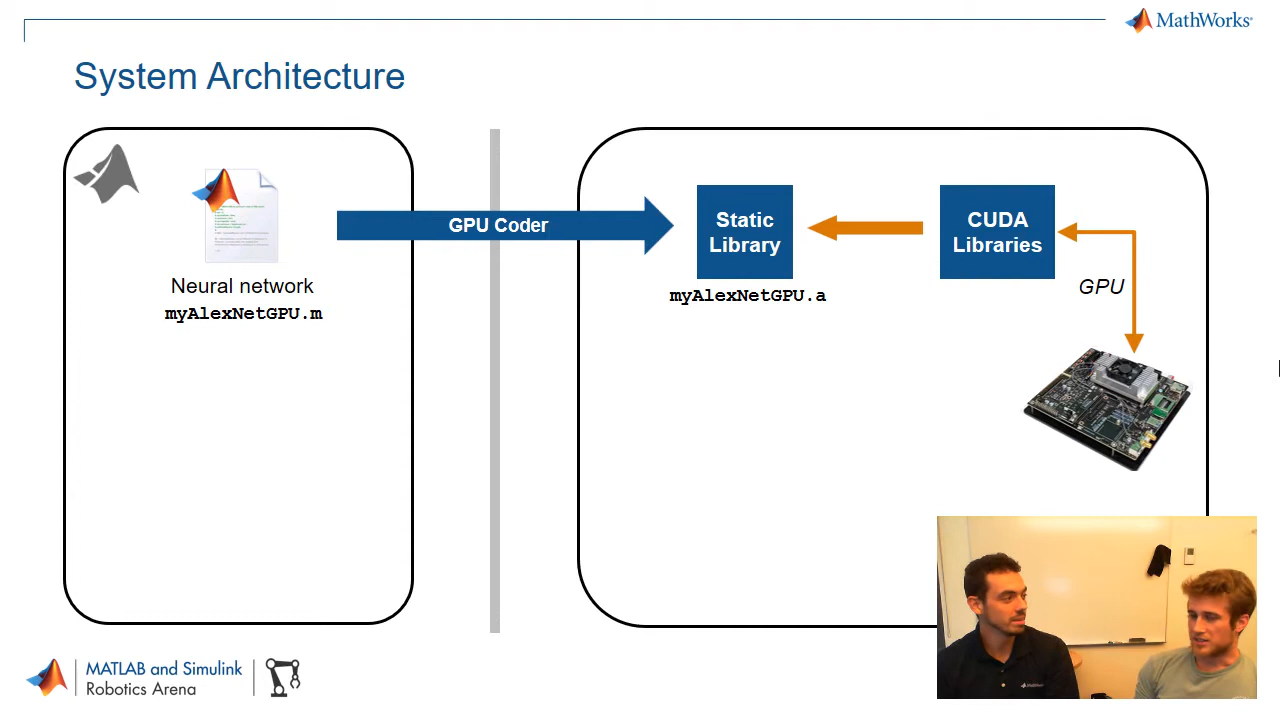 MathWorks®
System Architecture
GPU Coder
Static
Library
CUDA
Libraries
GPU
Neural network
myAlexNetGPU.m
myAlexNetGPU.a
MATLAB and Simulink
Robotics Arena
MathWorks